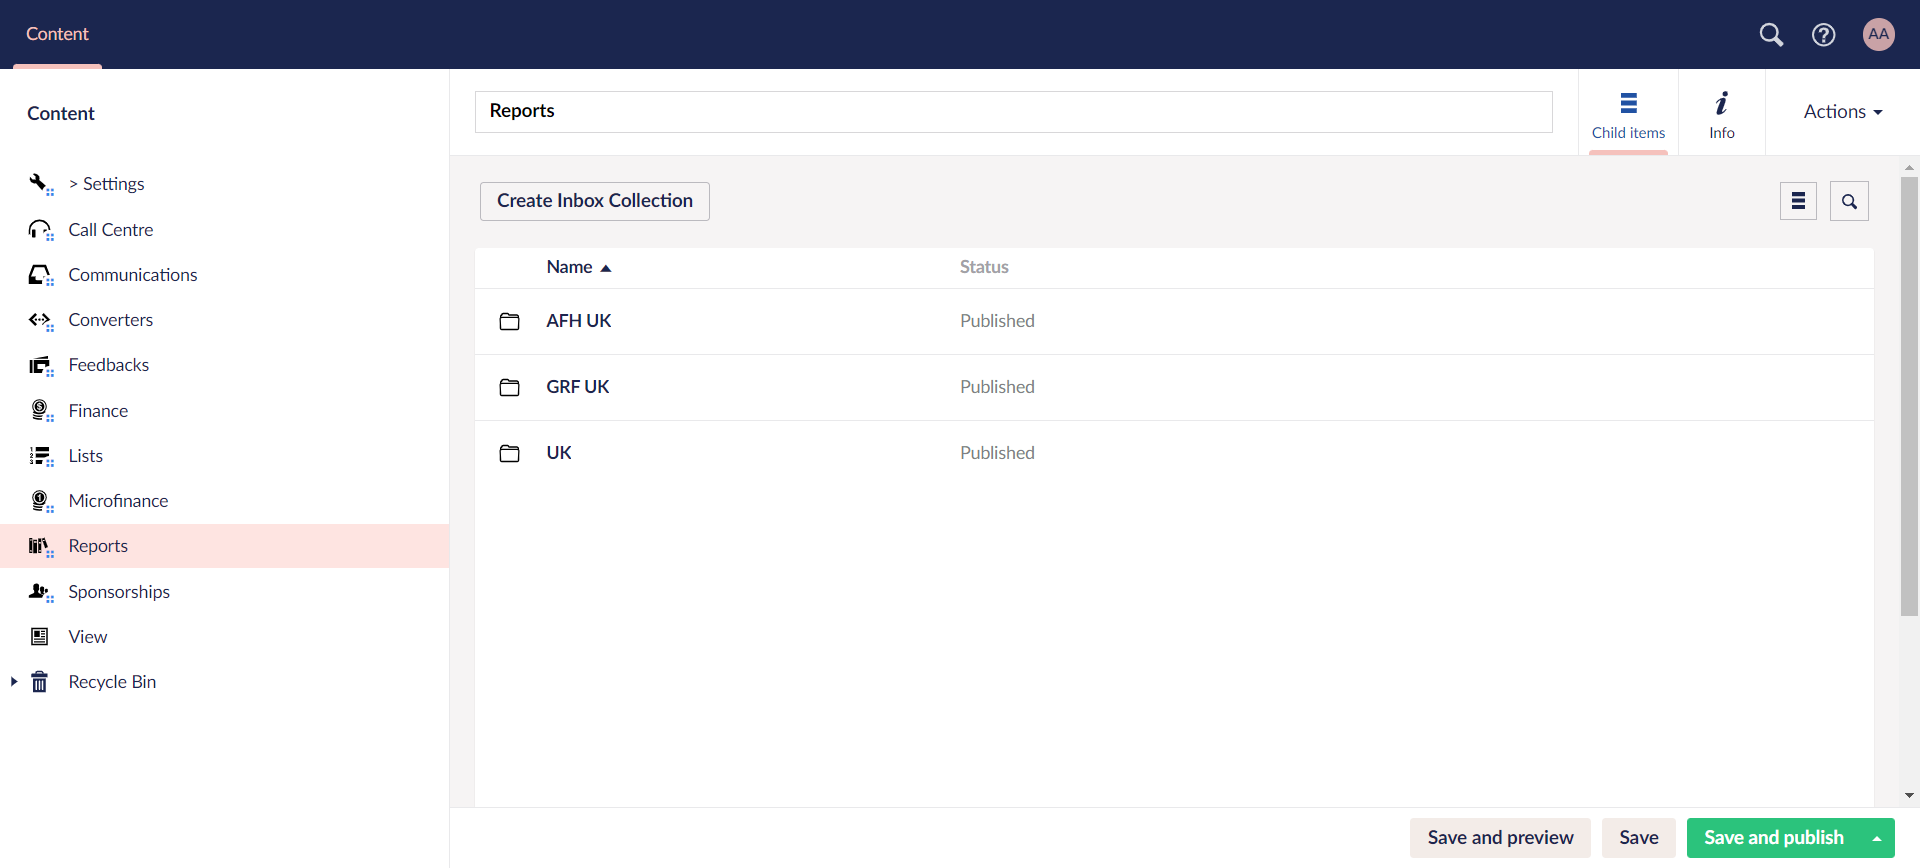 Content
AA
Content
> Settings
Call Centre
Communications
Converters
Feedbacks
Finance
Lists
Microfinance
Reports
Sponsorships
View
Recycle Bin
Reports
Child items
Info
Actions
Create Inbox Collection
Name Status
AFH UK Published
GRF UK Published
UK Published
Save and preview Save Save and publish